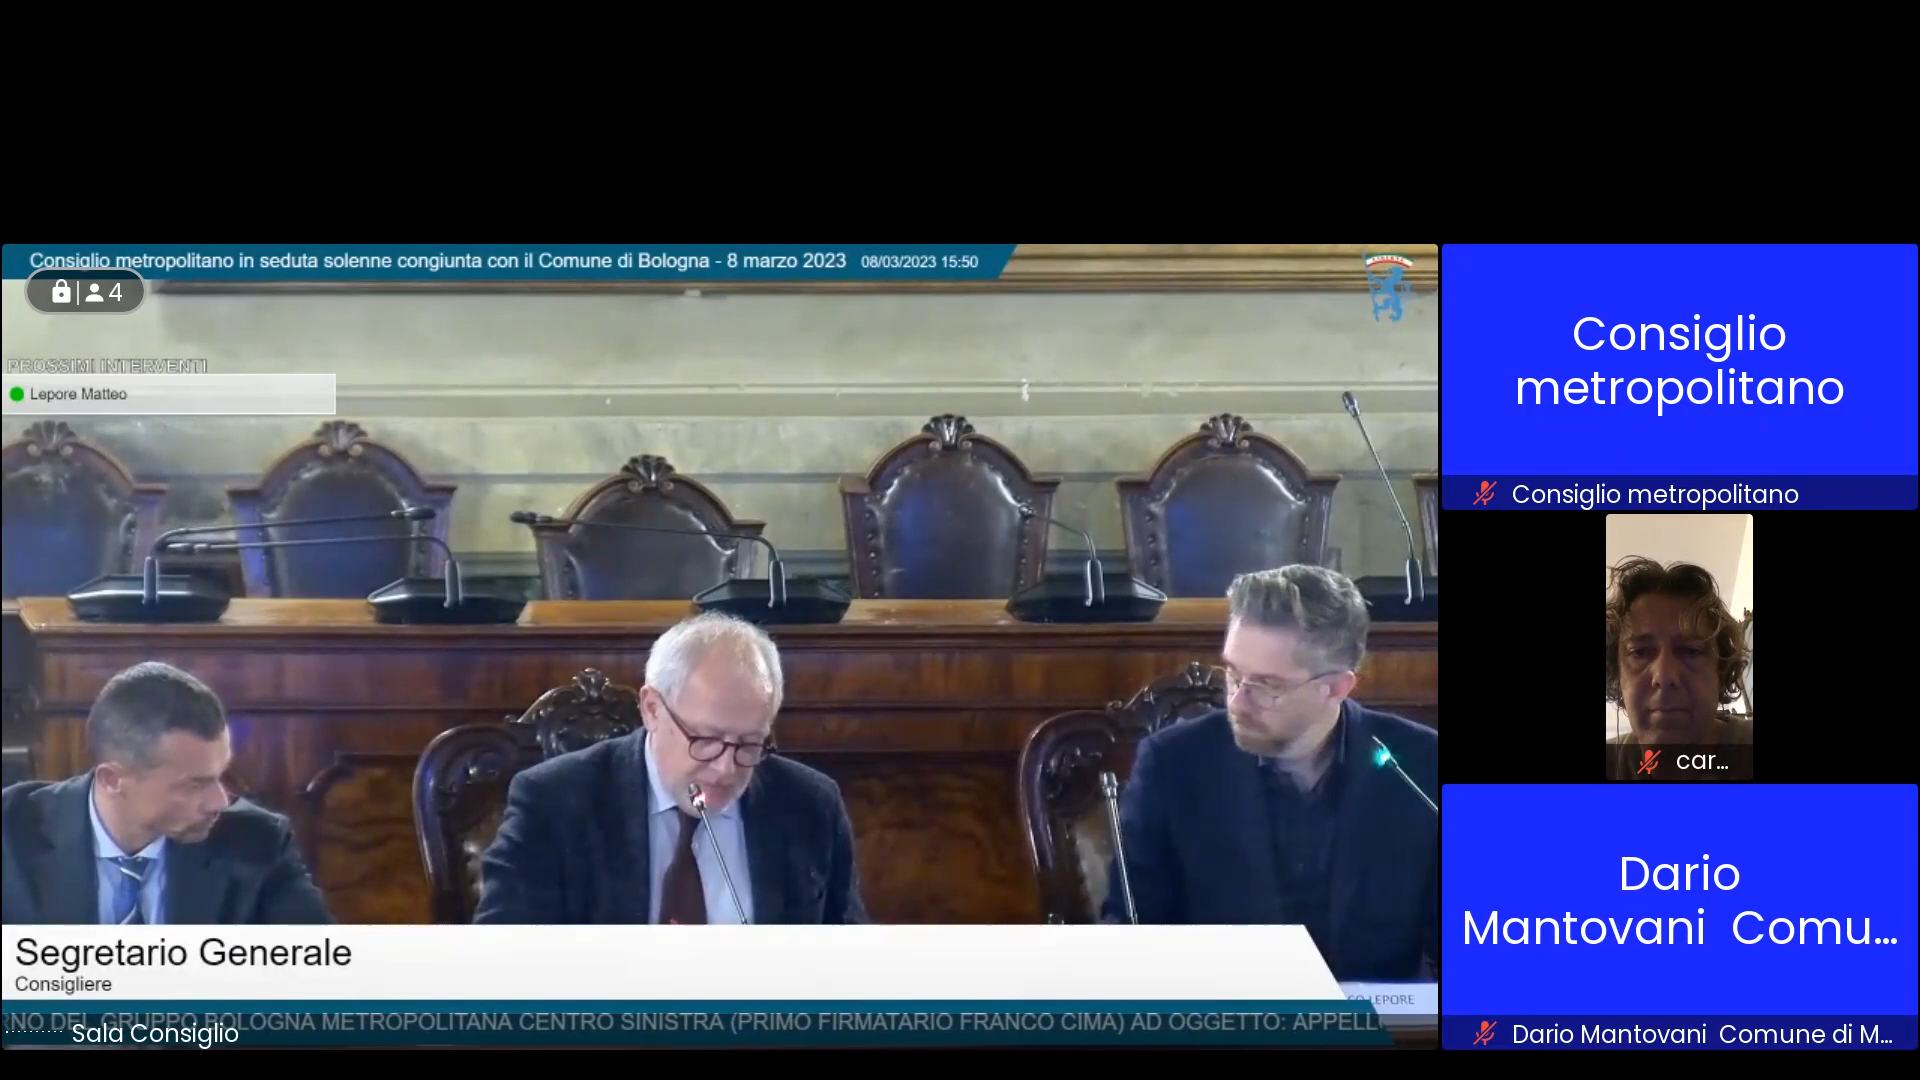 Consiglio metropolitano in seduta solenne congiunta con il Comune di Bologna - 8 marzo 2023 08/03/2023 15:50
4
PROSSIMI INTERVENTI
Lepore Matteo
Segretario Generale
Consigliere
CO LEPORE
RNO DEL GRUPPO BOLOGNA METROPOLITANA CENTRO SINISTRA (PRIMO FIRMATARIO FRANCO CIMA) AD OGGETTO: APPELL
Sala Consiglio
Consiglio
metropolitano
Consiglio metropolitano
car...
Dario
Mantovani Comu...
Dario Mantovani Comune di M...